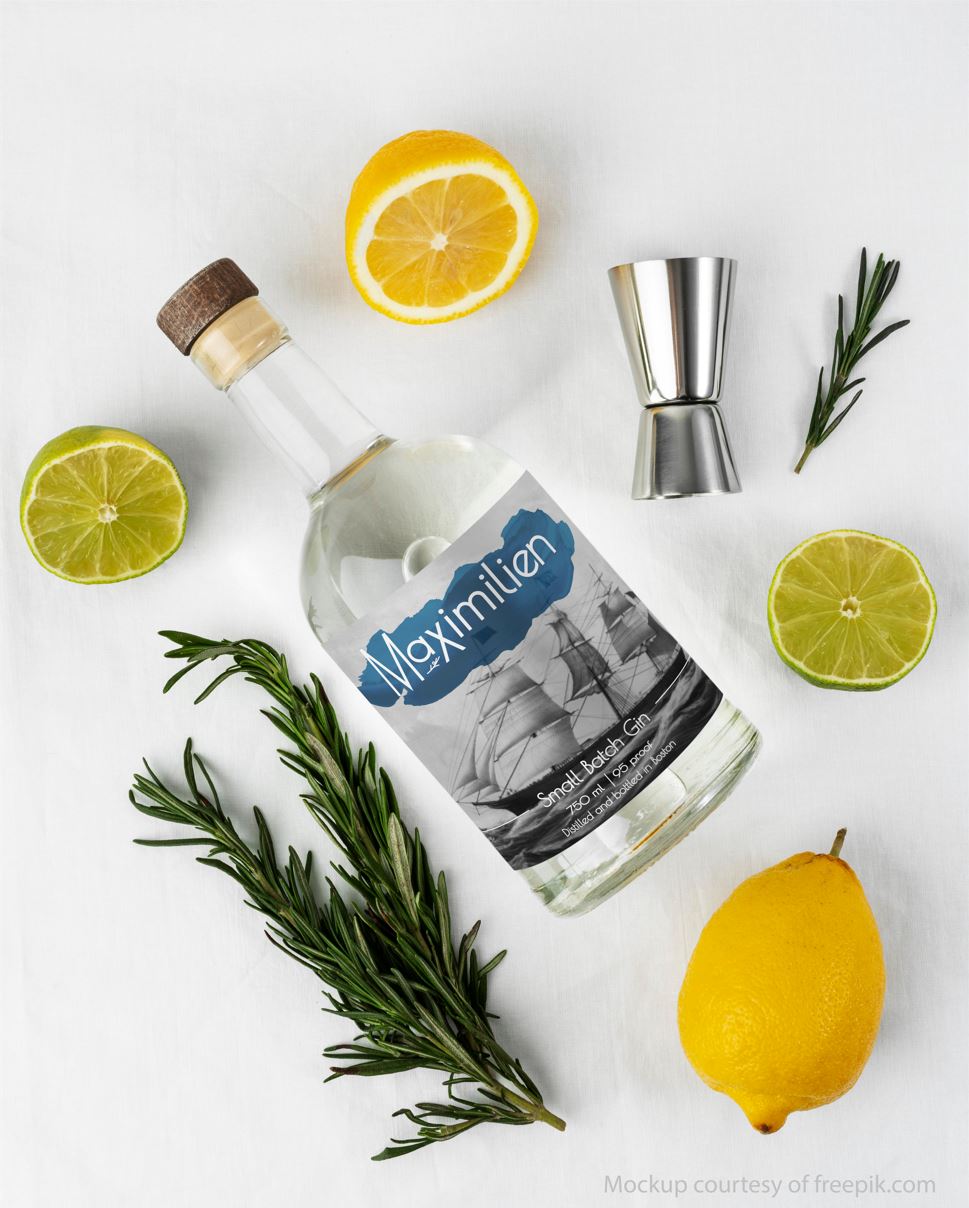 Maximilien
Small Batch Gin
750 ml | 95 proof
Distilled and bottled in Boston
Mockup courtesy of freepik.com